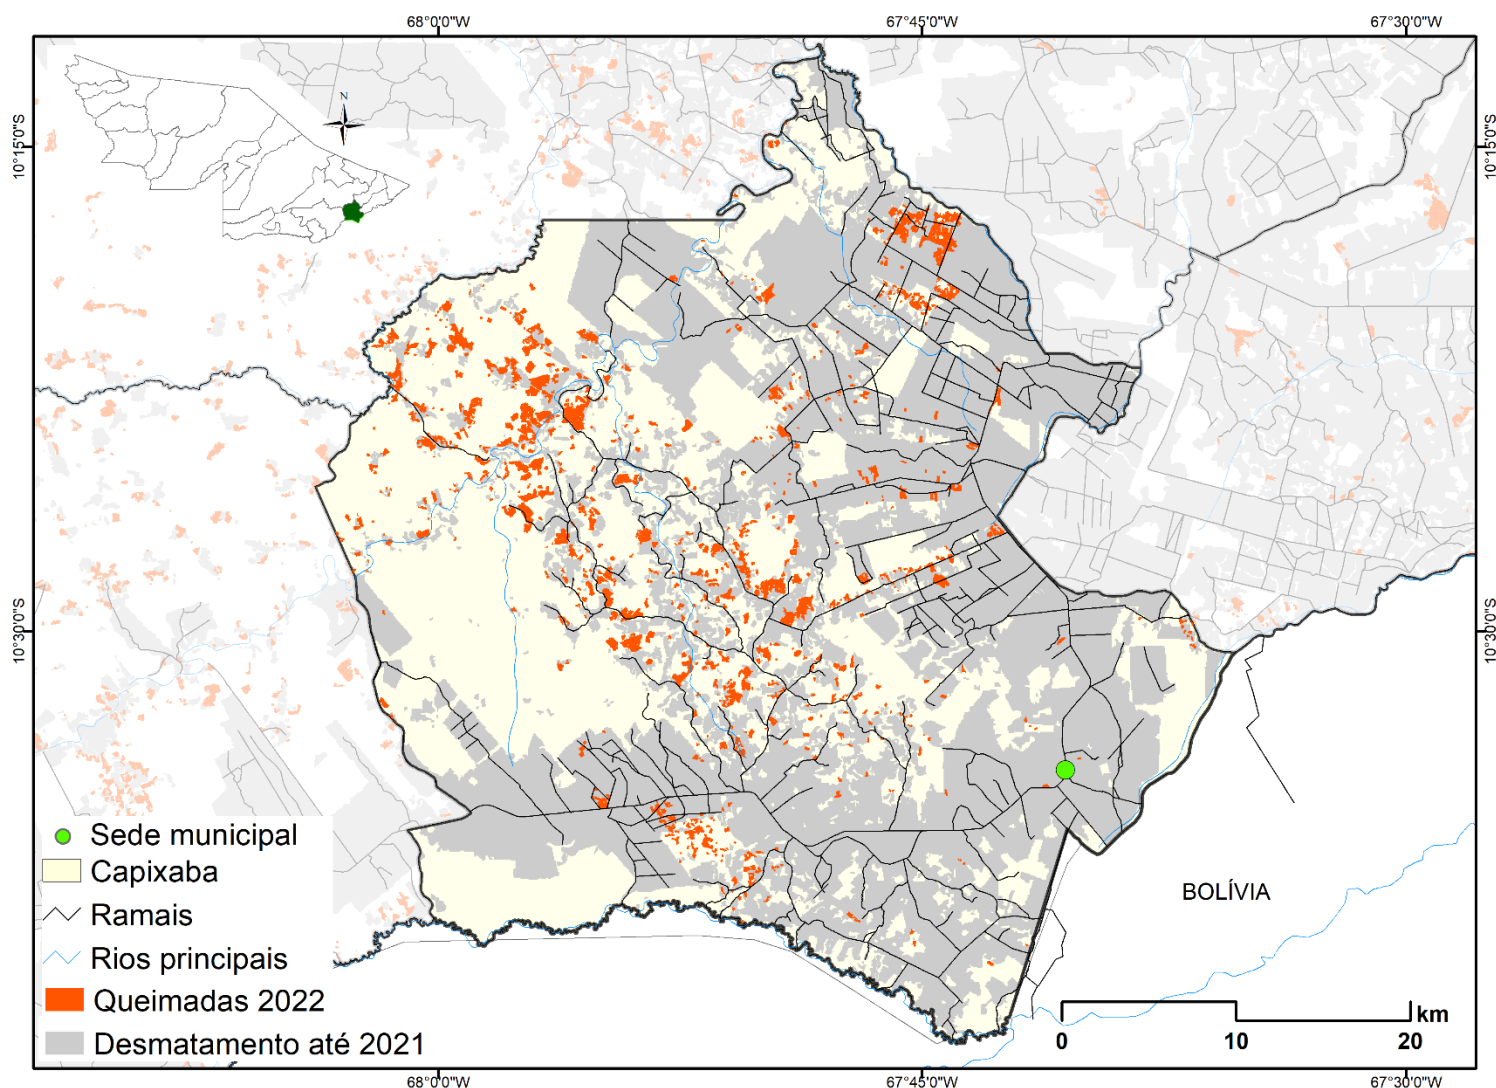 68°0'0"W
67°45'0"W
67°30'0"W
N
10°15'0"S
10°15'0"S
10°30'0"S
10°30'0"S
Sede municipal
Capixaba
Ramais
Rios principais
Queimadas 2022
Desmatamento até 2021
BOLÍVIA
km
0 10 20
68°0'0"W
67°45'0"W
67°30'0"W